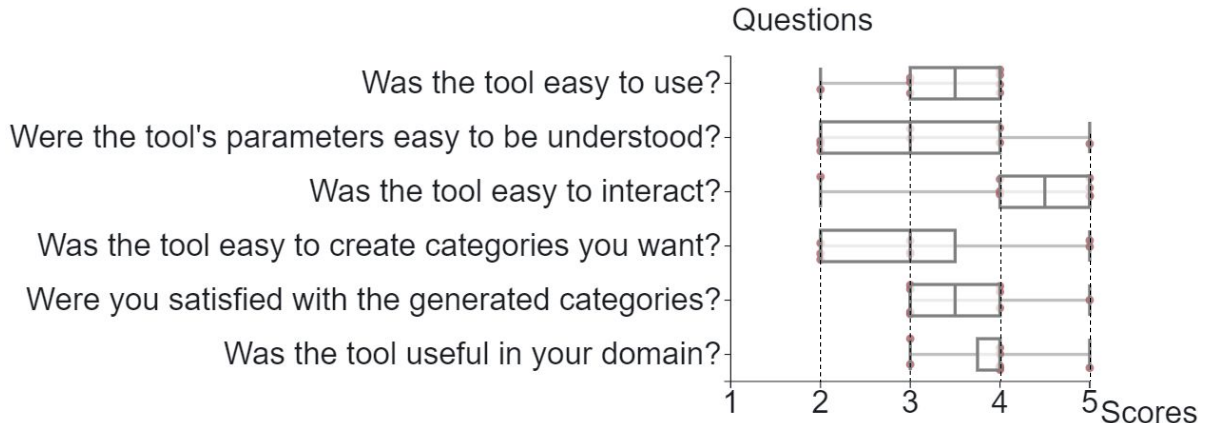 Questions
Was the tool easy to use?
Were the tool's parameters easy to be understood?
Was the tool easy to interact?
Was the tool easy to create categories you want?
Were you satisfied with the generated categories?
Was the tool useful in your domain?
1 2 3 4 5
Scores